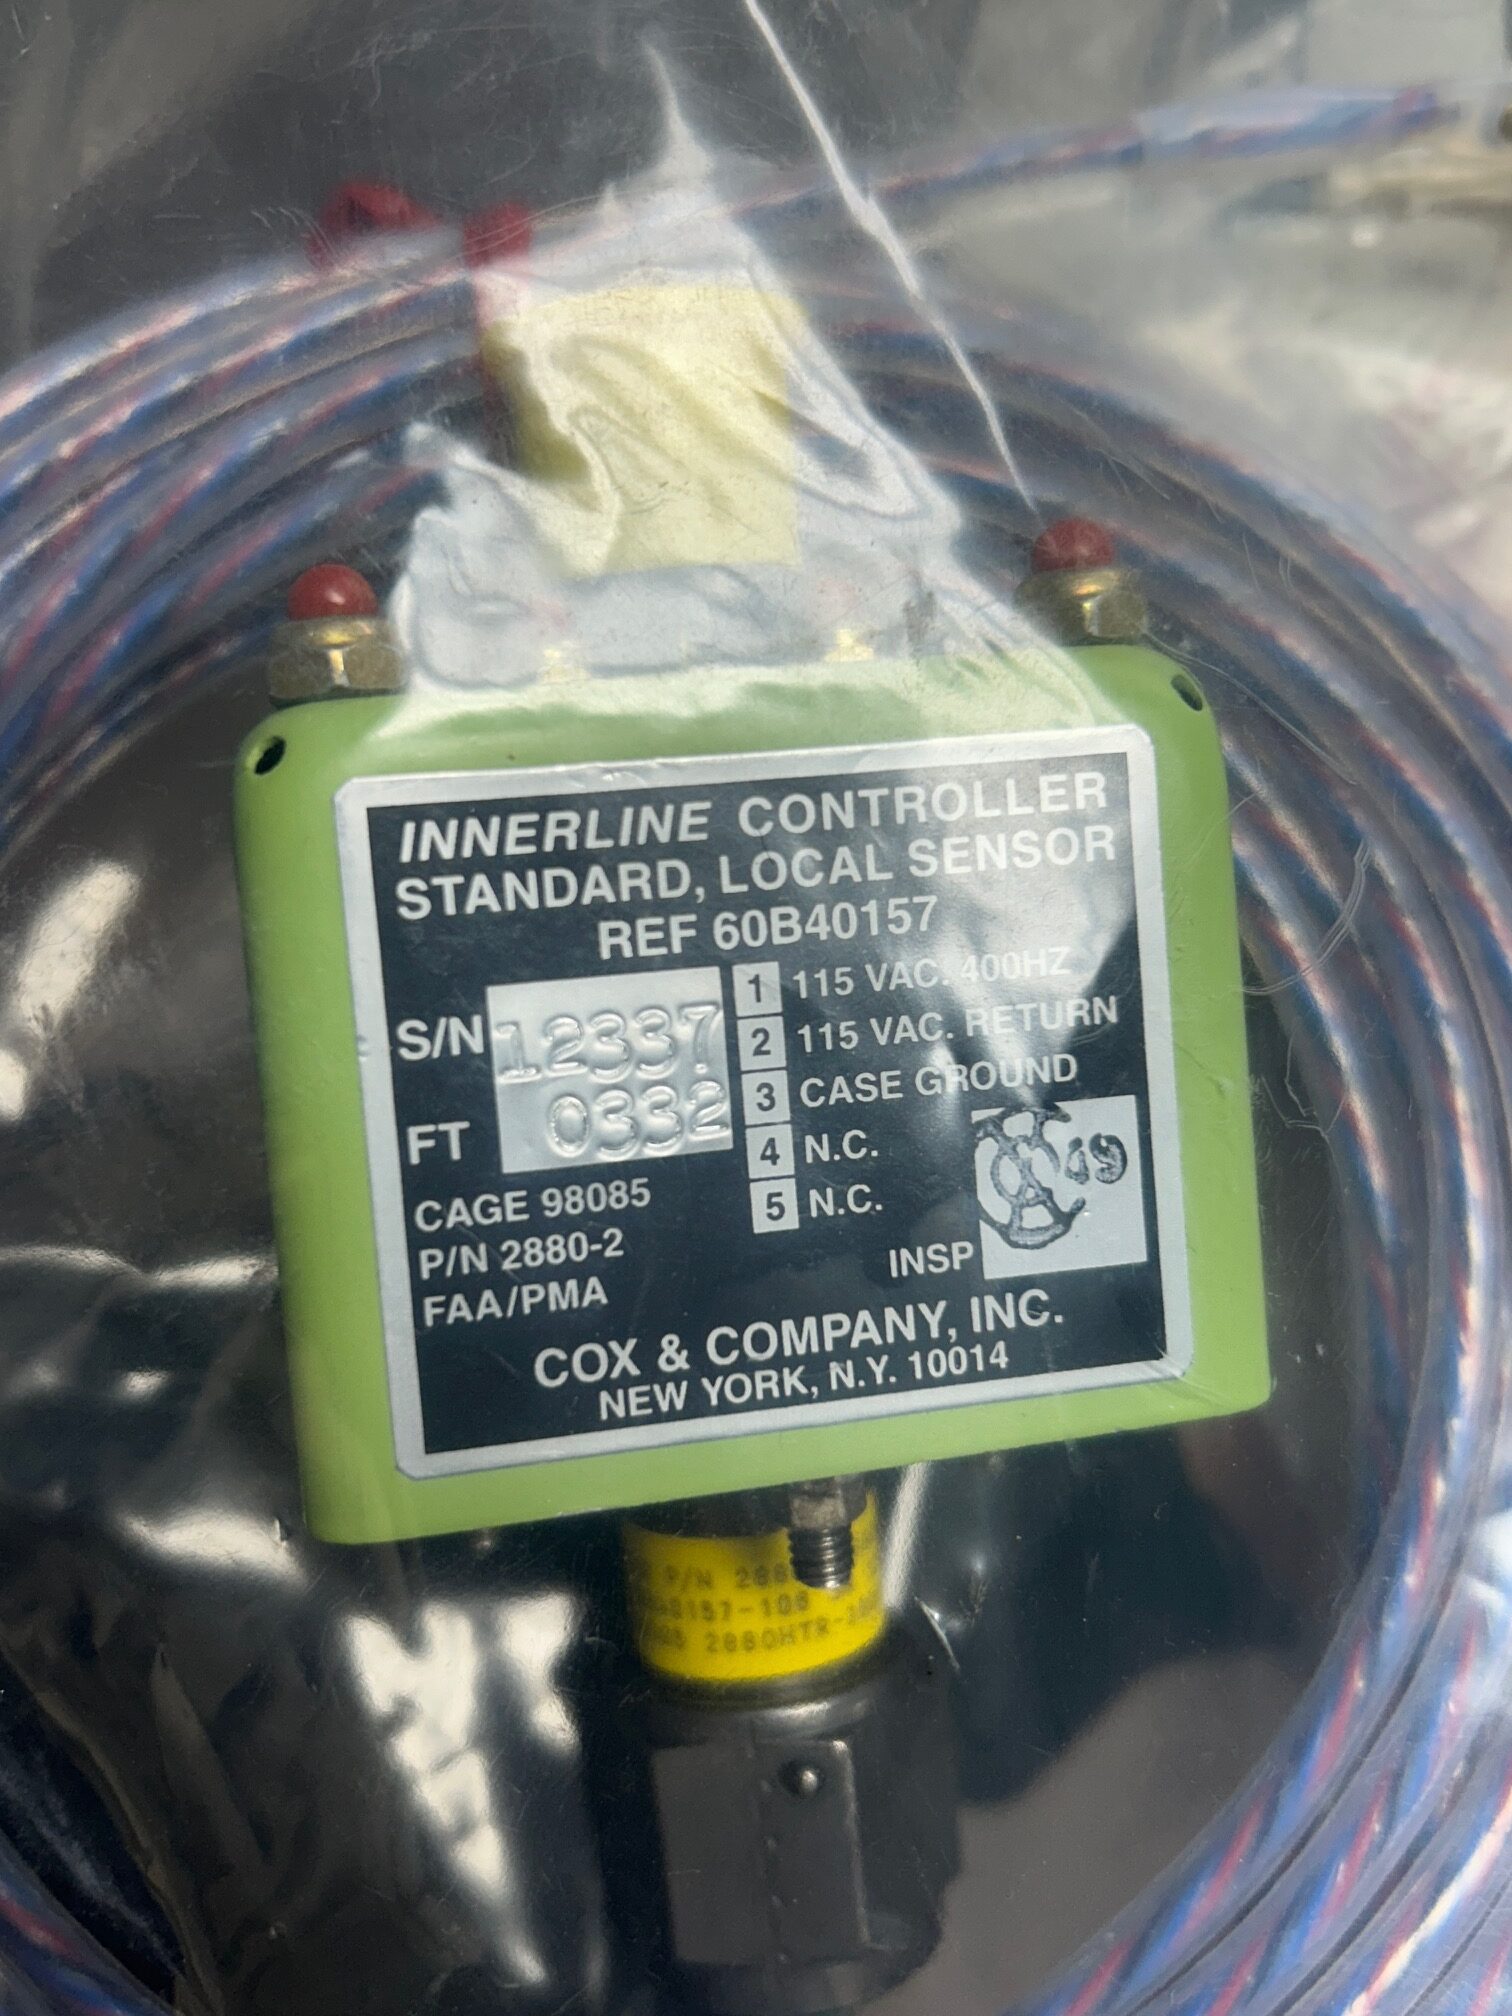 INNERLINE CONTROLLER
STANDARD, LOCAL SENSOR
REF 60B40157
S/N 12337
FT 0332
1 115 VAC. 400HZ
2 115 VAC. RETURN
3 CASE GROUND
4 N.C.
5 N.C.
CAGE 98085
P/N 2880-2
FAA/PMA
INSP
49
COX & COMPANY, INC.
NEW YORK, N.Y. 10014
P/N